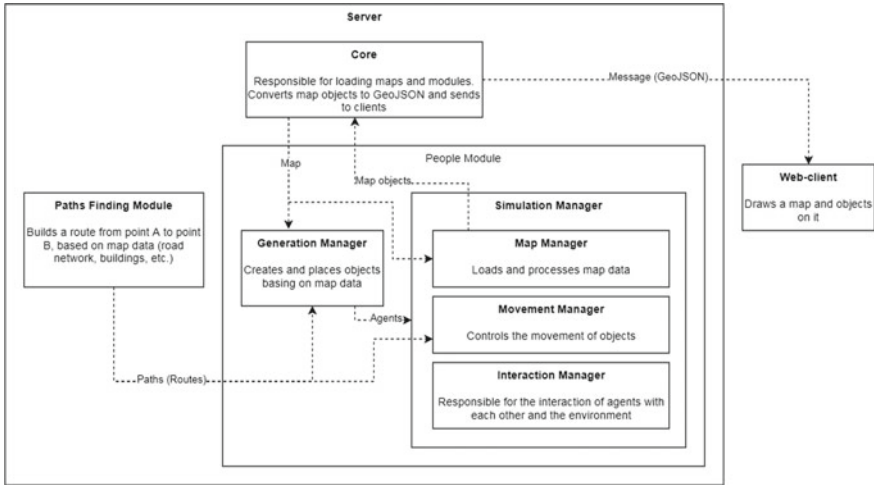 Server
Core
Responsible for loading maps and modules.
Converts map objects to GeoJSON and sends
to clients
Message (GeoJSON)
People Module
Map
Map objects
Web-client
Draws a map and objects
on it
Paths Finding Module
Builds a route from point A to point
B, based on map data (road
network, buildings, etc.)
Simulation Manager
Generation Manager
Creates and places objects
basing on map data
Map Manager
Loads and processes map data
Agents
Movement Manager
Controls the movement of objects
Paths (Routes)
Interaction Manager
Responsible for the interaction of agents with
each other and the environment